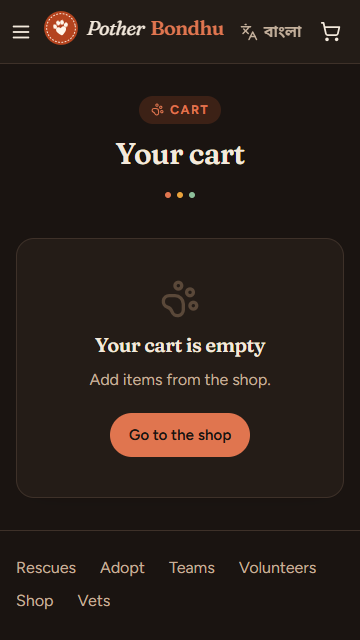 Pother Bondhu বাংলা
CART
Your cart
Your cart is empty
Add items from the shop.
Go to the shop
Rescues Adopt Teams Volunteers
Shop Vets